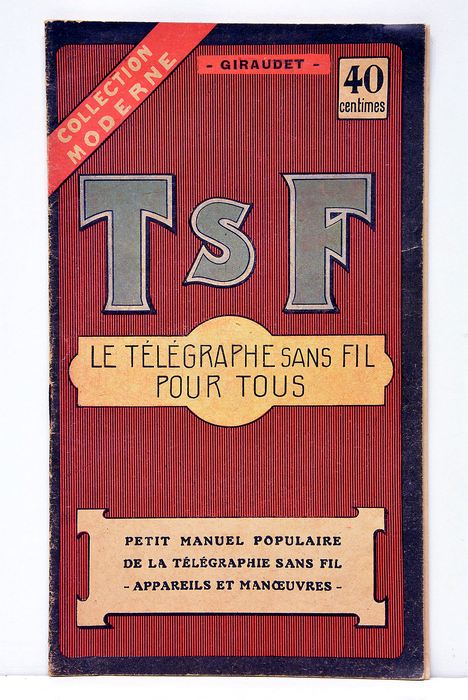 COLLECTION
MODERNE
- GIRAUDET -
40
centimes
TSF
LE TÉLÉGRAPHE SANS FIL
POUR TOUS
PETIT MANUEL POPULAIRE
DE LA TÉLÉGRAPHIE SANS FIL
- APPAREILS ET MANŒUVRES -